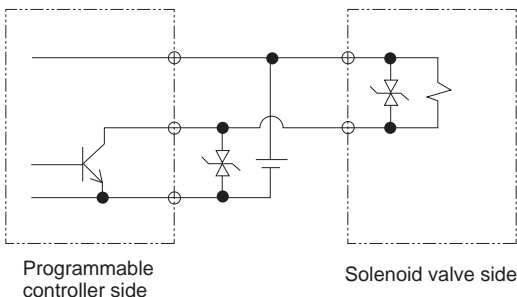 Programmable
controller side
Solenoid valve side